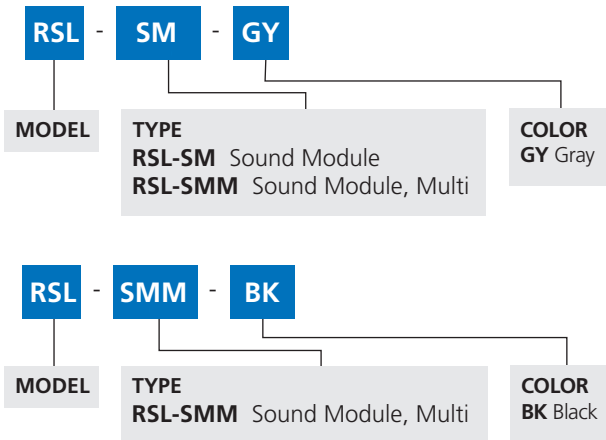 RSL - SM - GY
MODEL
TYPE
RSL-SM Sound Module
RSL-SMM Sound Module, Multi
COLOR
GY Gray
RSL - SMM - BK
MODEL
TYPE
RSL-SMM Sound Module, Multi
COLOR
BK Black